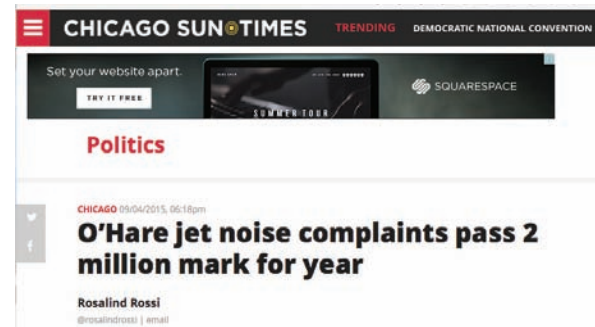 CHICAGO SUN TIMES TRENDING DEMOCRATIC NATIONAL CONVENTION
Set your website apart.
TRY IT FREE
SQUARESPACE
SUMMER TOUR
Politics
CHICAGO 09/04/2015, 06:18pm
O'Hare jet noise complaints pass 2
million mark for year
Rosalind Rossi
@rosalindrossi | email